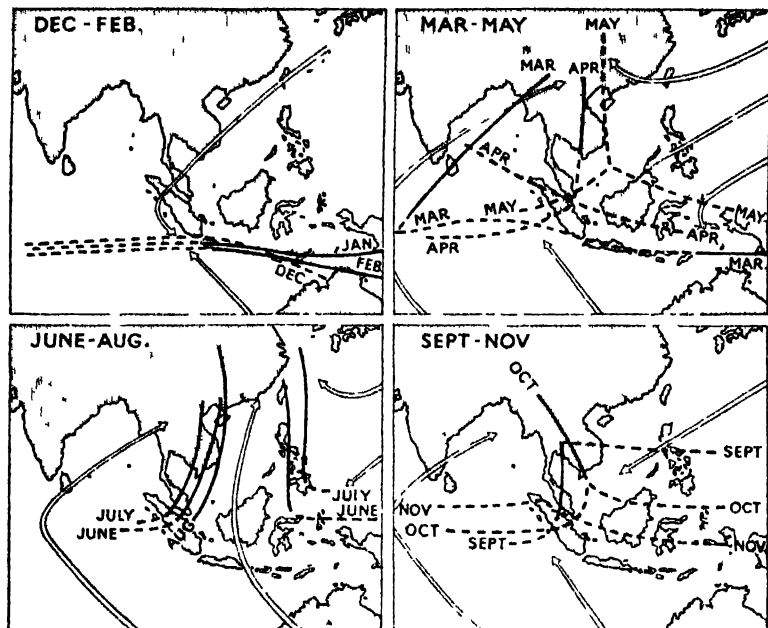 DEC-FEB.
JAN
FEB.
DEC
MAR-MAY
MAY
MAR APR
APR
MAR MAY MAY
APR APR
MAR
JUNE-AUG.
JULY JULY
JUNE AUG JUNE
SEPT-NOV
OCT
SEPT
NOV OCT
OCT
SEPT NOV